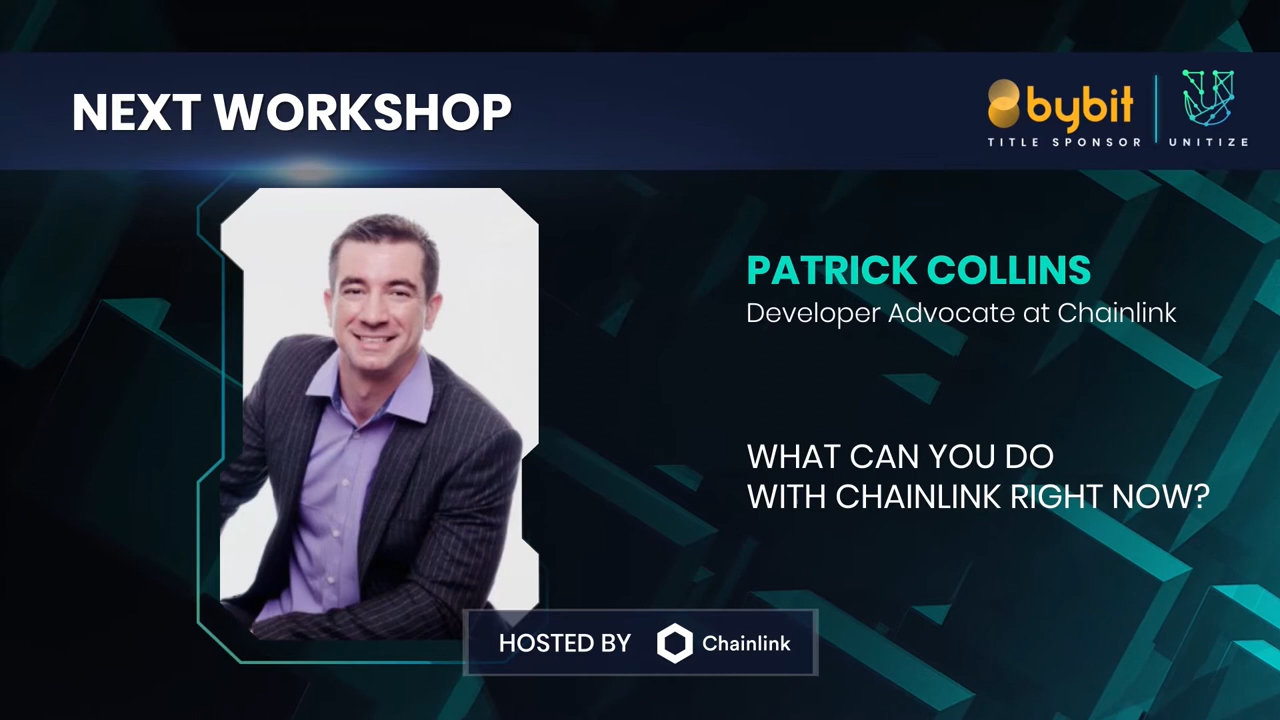 NEXT WORKSHOP
bybit
TITLE SPONSOR
UNITIZE
PATRICK COLLINS
Developer Advocate at Chainlink
WHAT CAN YOU DO
WITH CHAINLINK RIGHT NOW?
HOSTED BY Chainlink